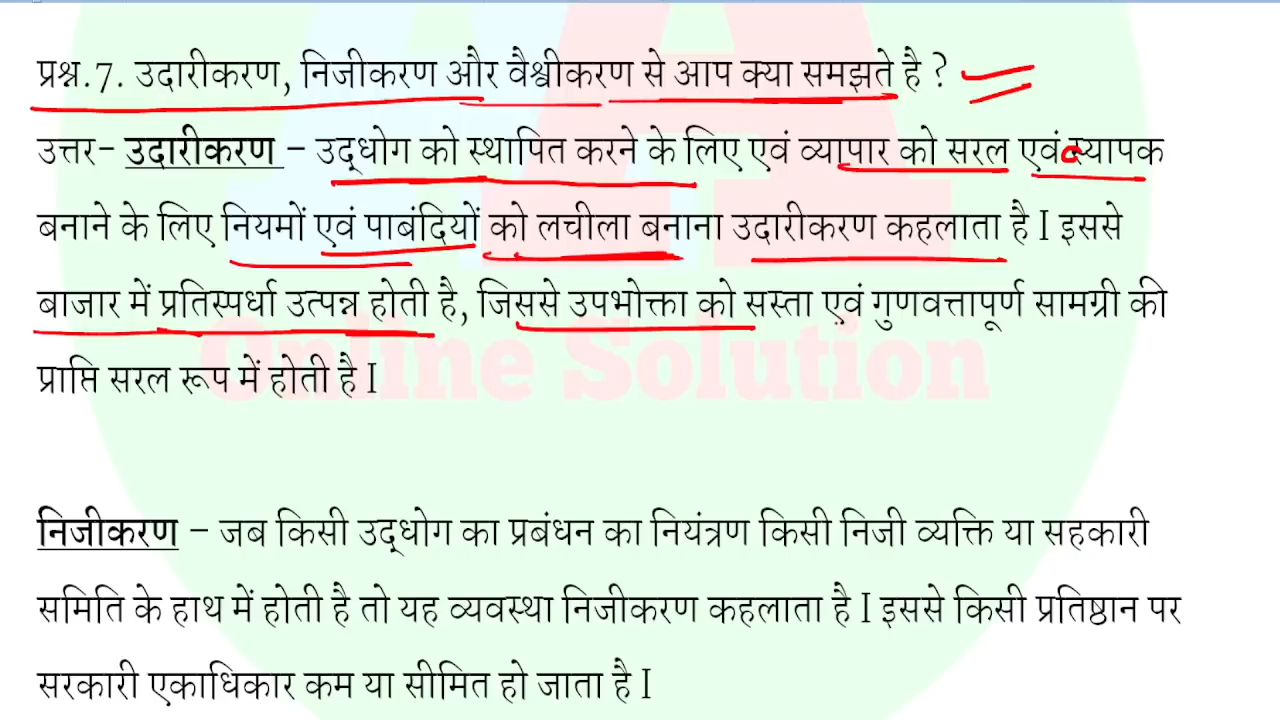 प्रश्न.7. उदारीकरण, निजीकरण और वैश्वीकरण से आप क्या समझते है ?
उत्तर- उदारीकरण – उद्धोग को स्थापित करने के लिए एवं व्यापार को सरल एवं स्यापक
बनाने के लिए नियमों एवं पाबंदियों को लचीला बनाना उदारीकरण कहलाता है I इससे
बाजार में प्रतिस्पर्धा उत्पन्न होती है, जिससे उपभोक्ता को सस्ता एवं गुणवत्तापूर्ण सामग्री की
प्राप्ति सरल रूप में होती है I
Online Solution
निजीकरण – जब किसी उद्धोग का प्रबंधन का नियंत्रण किसी निजी व्यक्ति या सहकारी
समिति के हाथ में होती है तो यह व्यवस्था निजीकरण कहलाता है I इससे किसी प्रतिष्ठान पर
सरकारी एकाधिकार कम या सीमित हो जाता है I